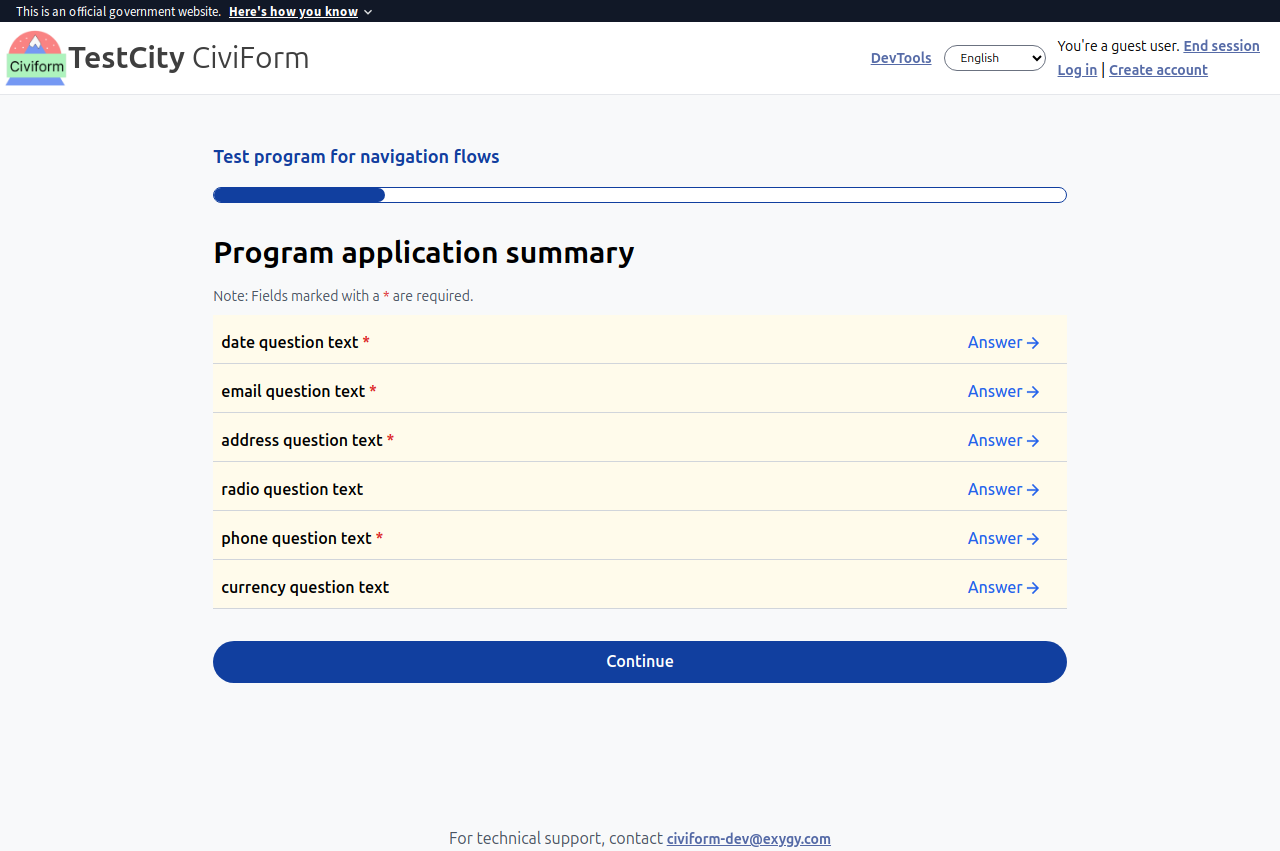 This is an official government website. Here's how you know
Civiform
TestCity CiviForm
DevTools
English
You're a guest user. End session
Log in | Create account
Test program for navigation flows
Program application summary
Note: Fields marked with a * are required.
date question text * Answer
email question text * Answer
address question text * Answer
radio question text Answer
phone question text * Answer
currency question text Answer
Continue
For technical support, contact civiform-dev@exygy.com